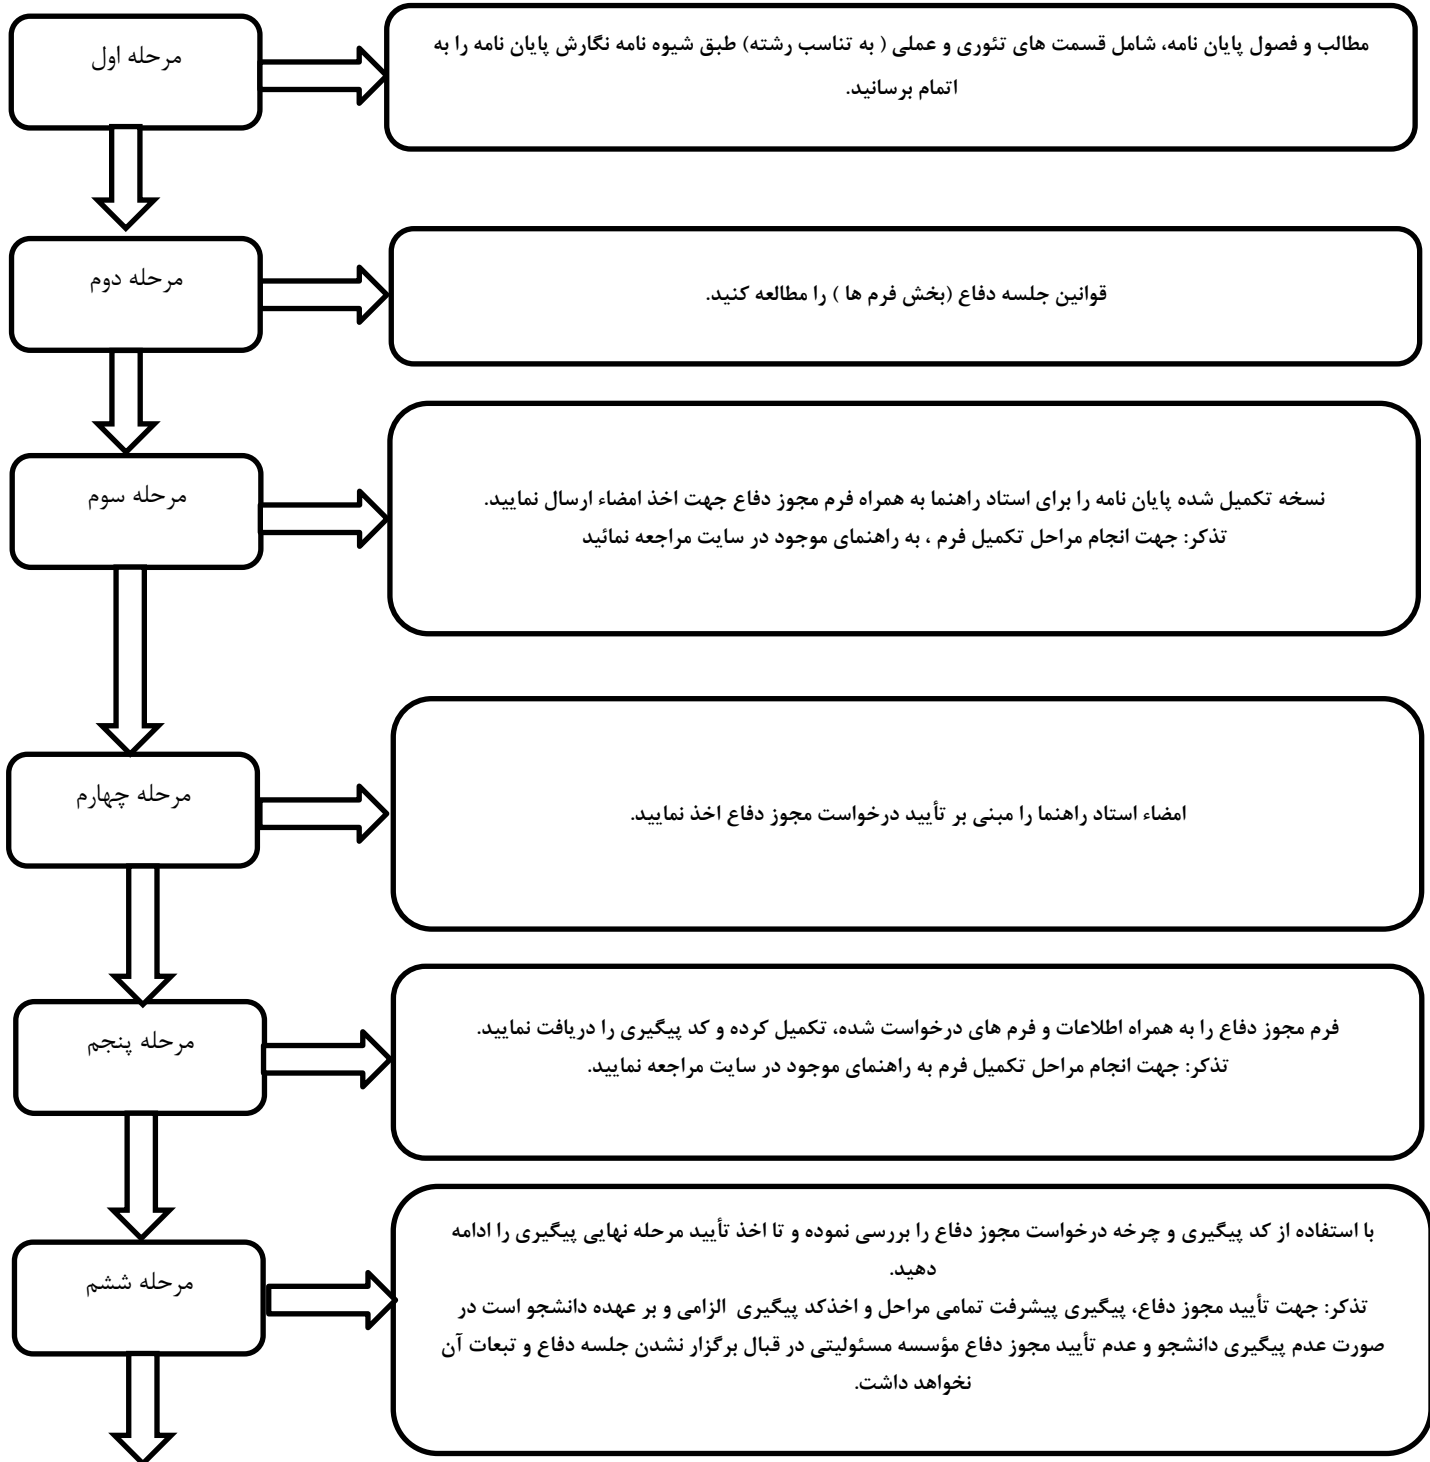 مرحله اول
مطالب و فصول پایان نامه، شامل قسمت های تئوری و عملی ( به تناسب رشته) طبق شیوه نامه نگارش پایان نامه را به
اتمام برسانید.
مرحله دوم
قوانین جلسه دفاع (بخش فرم ها ) را مطالعه کنید.
مرحله سوم
نسخه تکمیل شده پایان نامه را برای استاد راهنما به همراه فرم مجوز دفاع جهت اخذ امضاء ارسال نمایید.
تذکر: جهت انجام مراحل تکمیل فرم ، به راهنمای موجود در سایت مراجعه نمائید
مرحله چهارم
امضاء استاد راهنما را مبنی بر تأیید درخواست مجوز دفاع اخذ نمایید.
مرحله پنجم
فرم مجوز دفاع را به همراه اطلاعات و فرم های درخواست شده، تکمیل کرده و کد پیگیری را دریافت نمایید.
تذکر: جهت انجام مراحل تکمیل فرم به راهنمای موجود در سایت مراجعه نمایید.
مرحله ششم
با استفاده از کد پیگیری و چرخه درخواست مجوز دفاع را بررسی نموده و تا اخذ تأیید مرحله نهایی پیگیری را ادامه
دهید.
تذکر: جهت تأیید مجوز دفاع، پیگیری پیشرفت تمامی مراحل و اخذکد پیگیری  الزامی و بر عهده دانشجو است در
صورت عدم پیگیری دانشجو و عدم تأیید مجوز دفاع مؤسسه مسئولیتی در قبال برگزار نشدن جلسه دفاع و تبعات آن
نخواهد داشت.